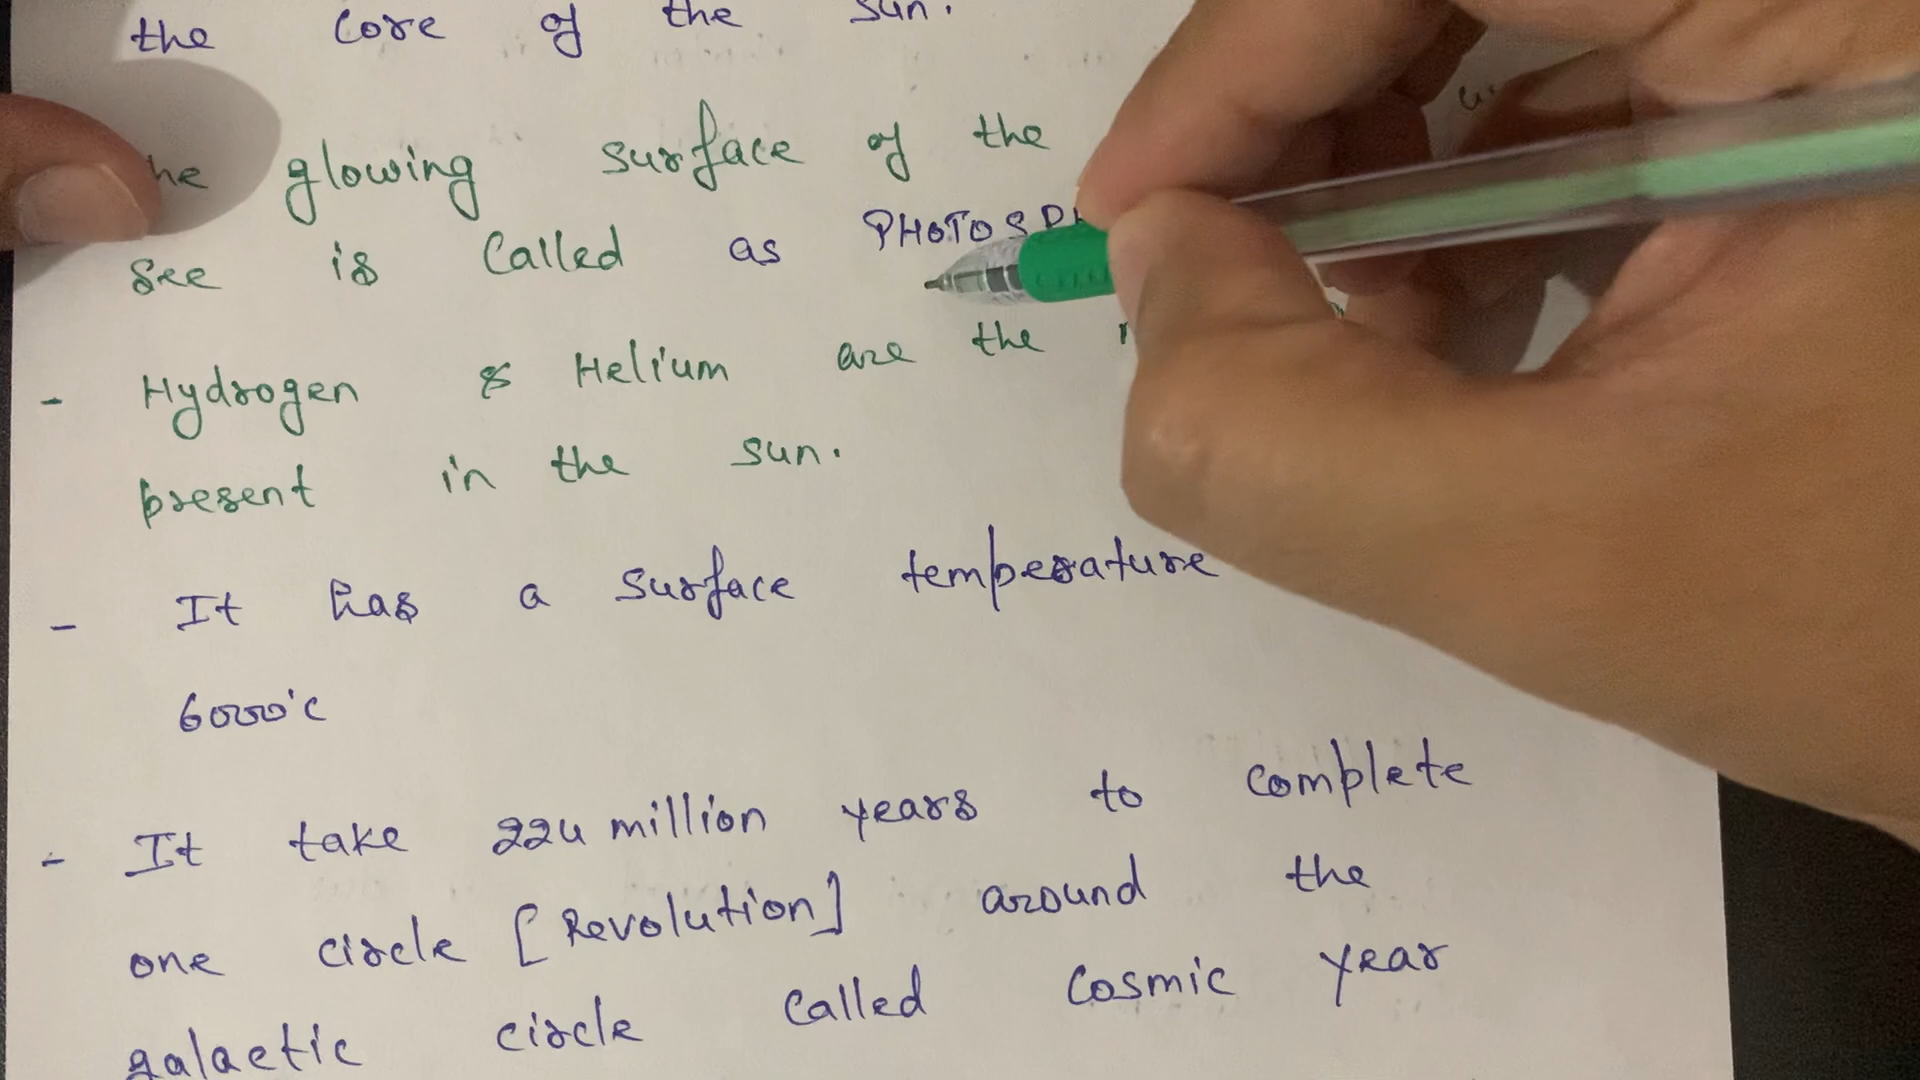 the core of the sun.
glowing surface of the
see is called as
- Hydrogen & Helium are the
present in the sun.
- It has a surface temperature
6000°C
- It take 224 million years to complete
one circle [Revolution] around the
galactic circle called cosmic year